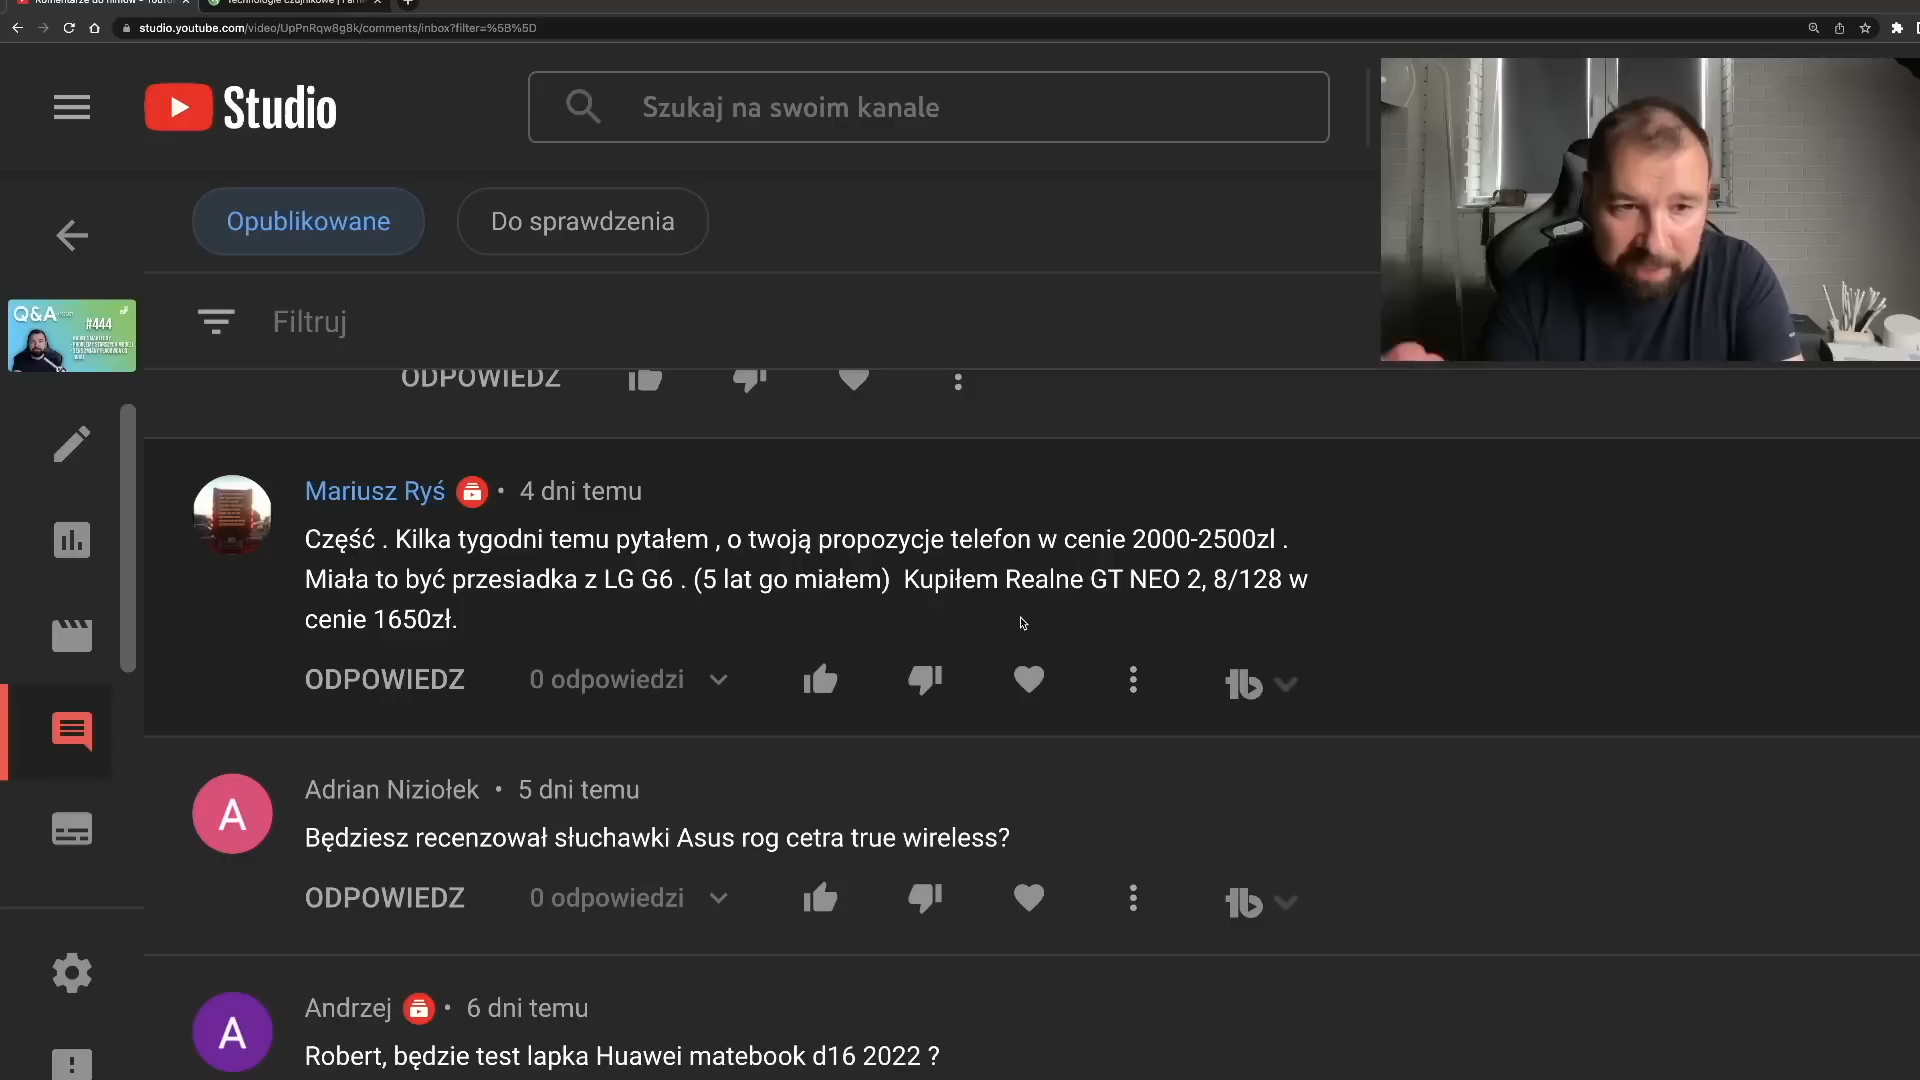 studio.youtube.com/video/UpPnRqw8g8k/comments/inbox?filter=%5B%5D
Studio
Szukaj na swoim kanale
Opublikowane
Do sprawdzenia
Q&A
#444
Filtruj
ODPOWIEDZ
Mariusz Ryś • 4 dni temu
Część . Kilka tygodni temu pytałem , o twoją propozycje telefon w cenie 2000-2500zl .
Miała to być przesiadka z LG G6 . (5 lat go miałem) Kupiłem Realne GT NEO 2, 8/128 w
cenie 1650zł.
ODPOWIEDZ 0 odpowiedzi
A
Adrian Niziołek • 5 dni temu
Będziesz recenzował słuchawki Asus rog cetra true wireless?
ODPOWIEDZ 0 odpowiedzi
A
Andrzej • 6 dni temu
Robert, będzie test lapka Huawei matebook d16 2022 ?